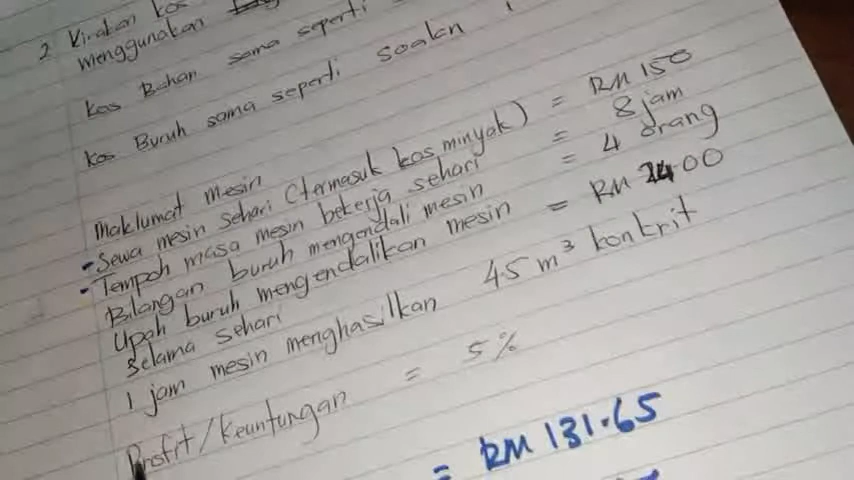 2 Kirakan kos
menggunakan
Kos Bahan sama seperti
Kos Buruh sama seperti soalan 1
Maklumat mesin
- Sewa mesin sehari (termasuk kos minyak) = RM 150
- Tempoh masa mesin bekerja sehari = 8 jam
Bilangan buruh mengendali mesin = 4 orang
Upah buruh mengendalikan mesin = RM
selama sehari
1 jam mesin menghasilkan 45 m³ konkrit
Profit/Keuntungan = 5%
= RM 131.65